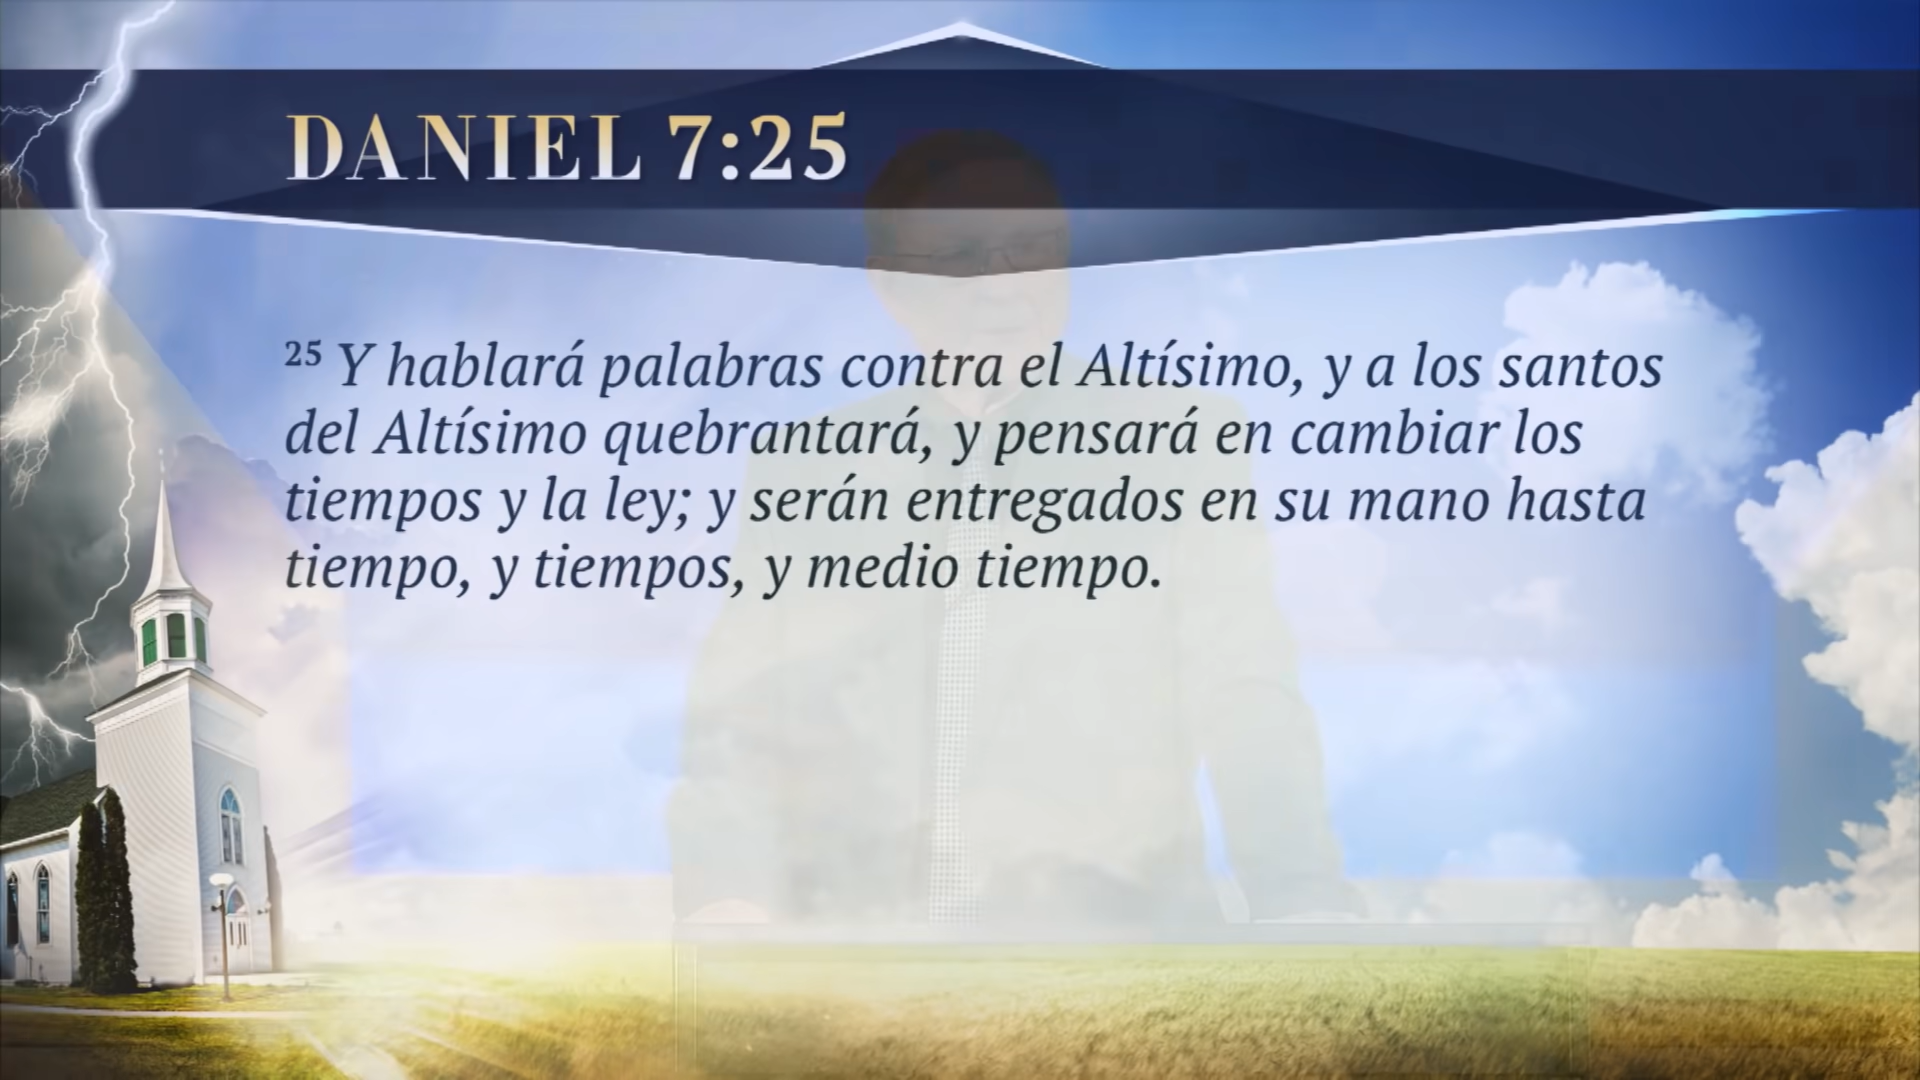 DANIEL 7:25
25 Y hablará palabras contra el Altísimo, y a los santos
del Altísimo quebrantará, y pensará en cambiar los
tiempos y la ley; y serán entregados en su mano hasta
tiempo, y tiempos, y medio tiempo.